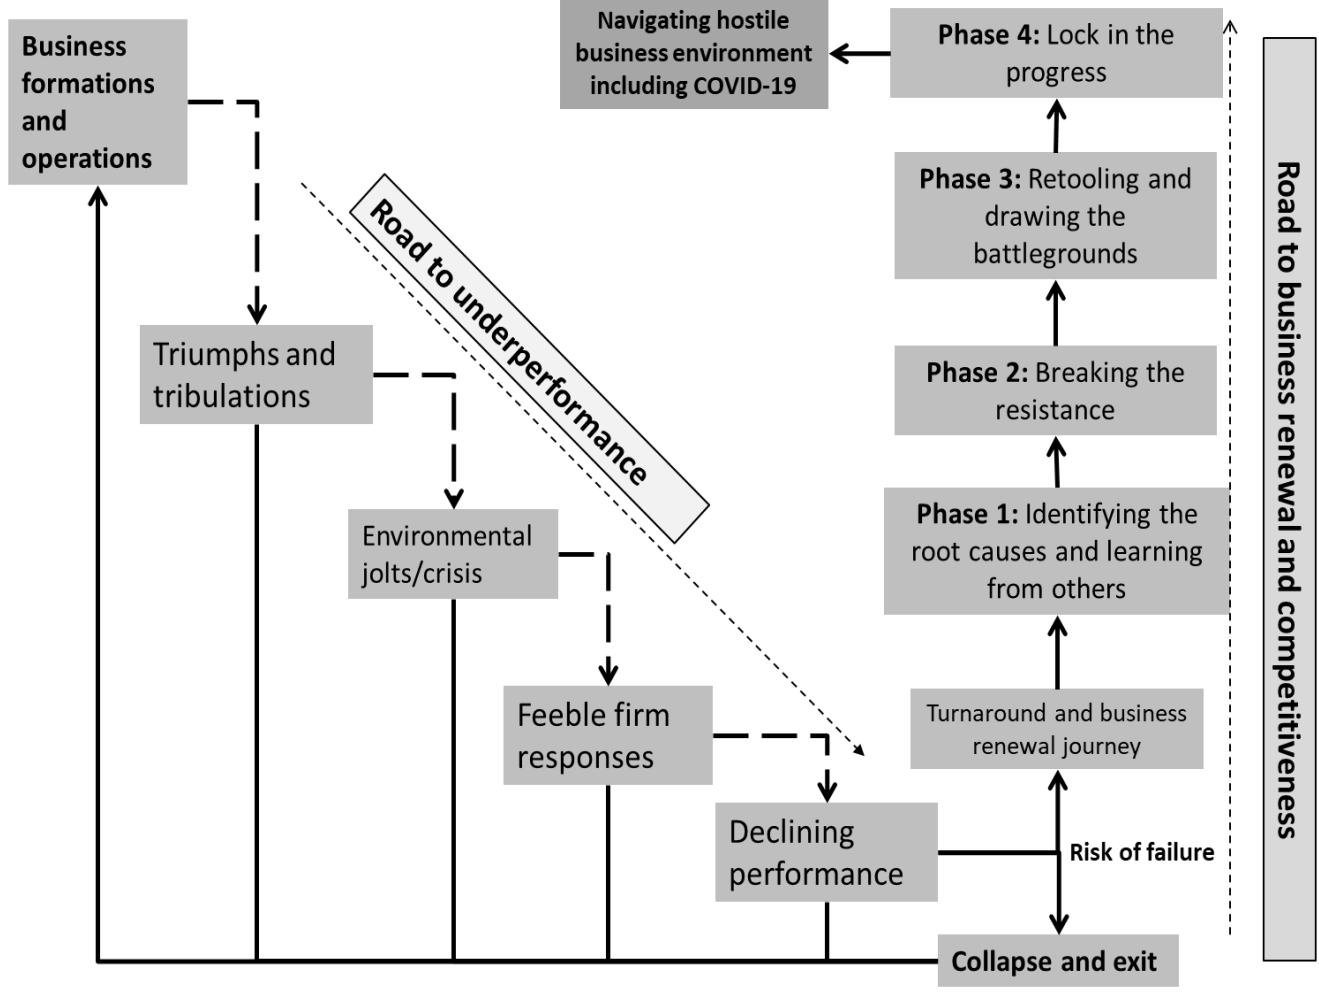 Business
formations
and
operations
Triumphs and
tribulations
Environmental
jolts/crisis
Feeble firm
responses
Declining
performance
Road to underperformance
Navigating hostile
business environment
including COVID-19
Phase 4: Lock in the
progress
Phase 3: Retooling and
drawing the
battlegrounds
Phase 2: Breaking the
resistance
Phase 1: Identifying the
root causes and learning
from others
Turnaround and business
renewal journey
Risk of failure
Collapse and exit
Road to business renewal and competitiveness